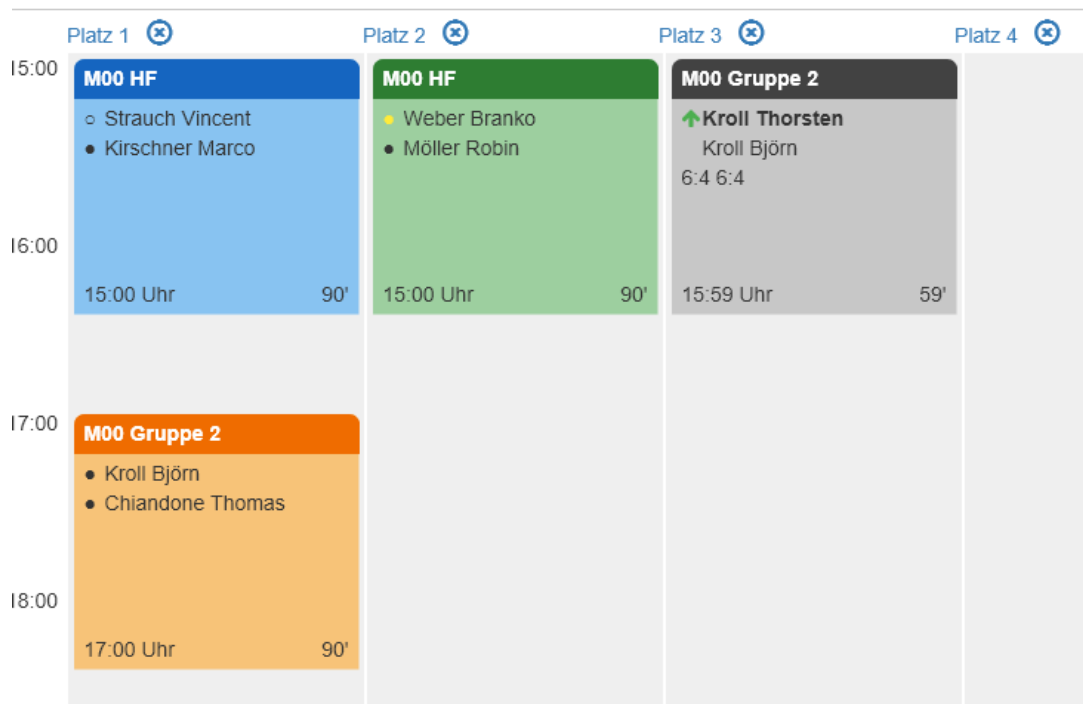 Platz 1
Platz 2
Platz 3
Platz 4
15:00
M00 HF
Strauch Vincent
Kirschner Marco
15:00 Uhr 90'
M00 HF
Weber Branko
Möller Robin
15:00 Uhr 90'
M00 Gruppe 2
Kroll Thorsten
Kroll Björn
6:4 6:4
15:59 Uhr 59'
16:00
17:00
M00 Gruppe 2
Kroll Björn
Chiandone Thomas
17:00 Uhr 90'
18:00